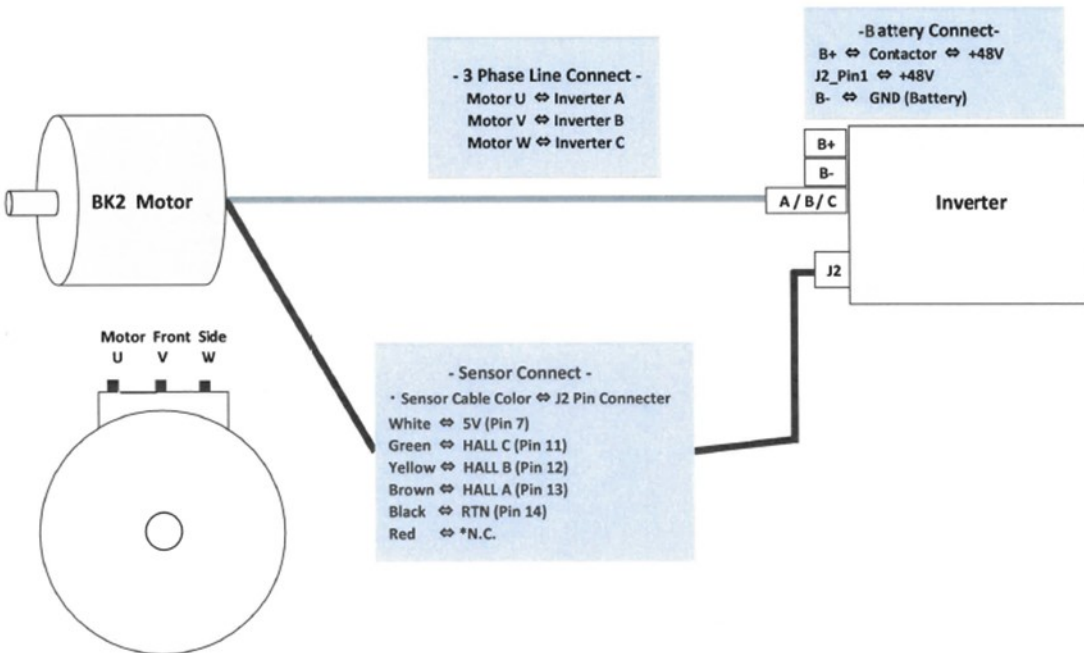 -Battery Connect-
B+ ⇔ Contactor ⇔ +48V
J2_Pin1 ⇔ +48V
B- ⇔ GND (Battery)
- 3 Phase Line Connect -
Motor U ⇔ Inverter A
Motor V ⇔ Inverter B
Motor W ⇔ Inverter C
BK2 Motor
B+
B-
A / B / C
Inverter
J2
Motor Front Side
U V W
- Sensor Connect -
· Sensor Cable Color ⇔ J2 Pin Connecter
White ⇔ 5V (Pin 7)
Green ⇔ HALL C (Pin 11)
Yellow ⇔ HALL B (Pin 12)
Brown ⇔ HALL A (Pin 13)
Black ⇔ RTN (Pin 14)
Red ⇔ *N.C.